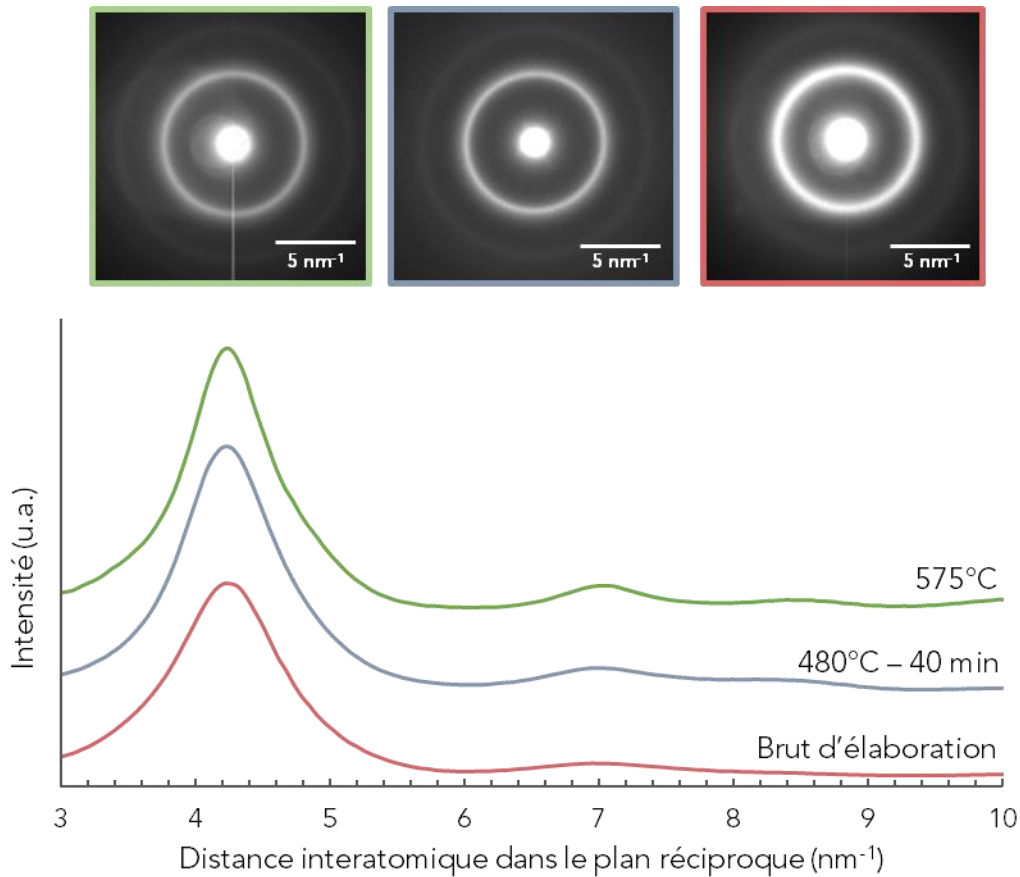 5 nm⁻¹
5 nm⁻¹
5 nm⁻¹
Intensité (u.a.)
575°C
480°C – 40 min
Brut d'élaboration
3 4 5 6 7 8 9 10
Distance interatomique dans le plan réciproque (nm⁻¹)